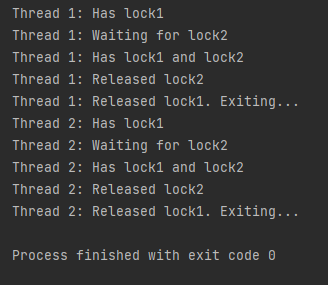 Thread 1: Has lock1
Thread 1: Waiting for lock2
Thread 1: Has lock1 and lock2
Thread 1: Released lock2
Thread 1: Released lock1. Exiting...
Thread 2: Has lock1
Thread 2: Waiting for lock2
Thread 2: Has lock1 and lock2
Thread 2: Released lock2
Thread 2: Released lock1. Exiting...
Process finished with exit code 0